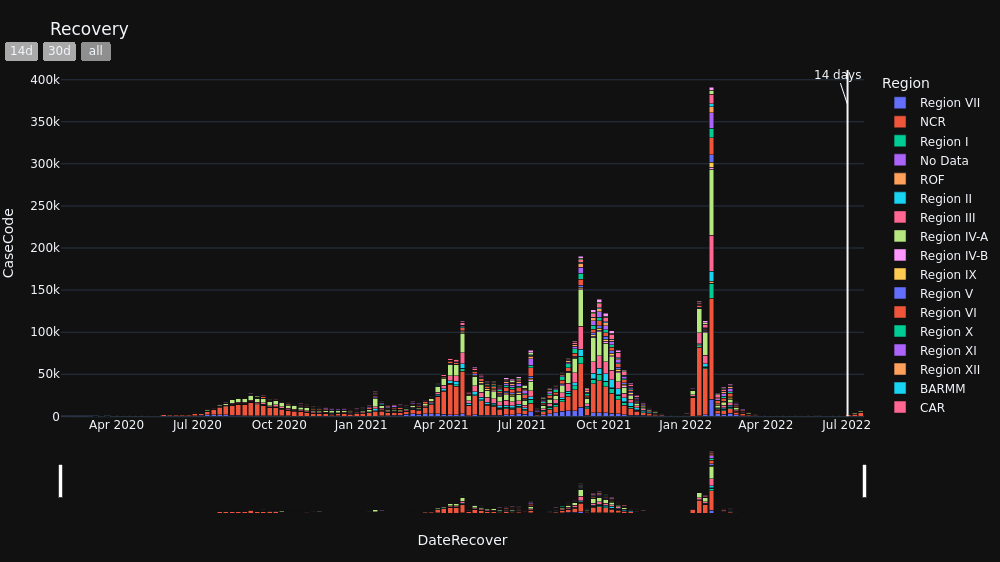 Recovery
14d
30d
all
14 days
400k
350k
300k
250k
200k
150k
100k
50k
0
CaseCode
Apr 2020
Jul 2020
Oct 2020
Jan 2021
Apr 2021
Jul 2021
Oct 2021
Jan 2022
Apr 2022
Jul 2022
DateRecover
Region
Region VII
NCR
Region I
No Data
ROF
Region II
Region III
Region IV-A
Region IV-B
Region IX
Region V
Region VI
Region X
Region XI
Region XII
BARMM
CAR